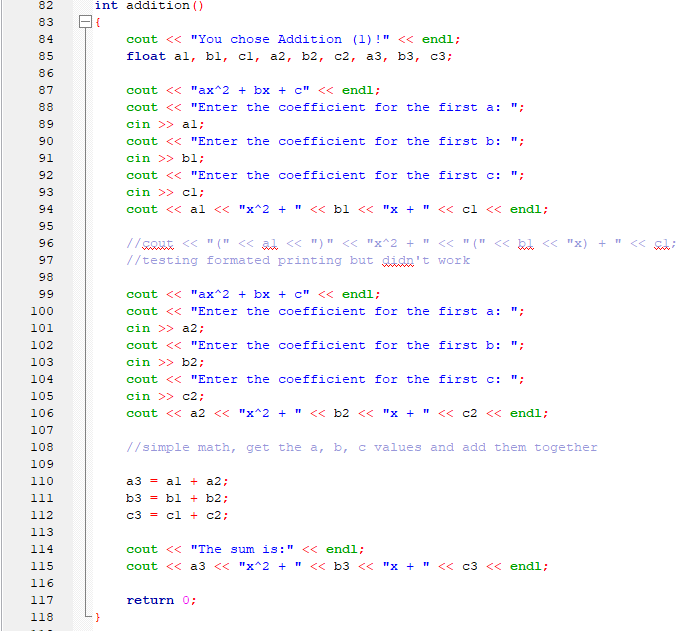 82 int addition()
83 {
84 cout << "You chose Addition (1)!" << endl;
85 float a1, b1, c1, a2, b2, c2, a3, b3, c3;
86
87 cout << "ax^2 + bx + c" << endl;
88 cout << "Enter the coefficient for the first a: ";
89 cin >> a1;
90 cout << "Enter the coefficient for the first b: ";
91 cin >> b1;
92 cout << "Enter the coefficient for the first c: ";
93 cin >> c1;
94 cout << a1 << "x^2 + " << b1 << "x + " << c1 << endl;
95
96 //cout << "(" << a1 << ")" << "x^2 + " << "(" << b1 << "x) + " << c1;
97 //testing formated printing but didn't work
98
99 cout << "ax^2 + bx + c" << endl;
100 cout << "Enter the coefficient for the first a: ";
101 cin >> a2;
102 cout << "Enter the coefficient for the first b: ";
103 cin >> b2;
104 cout << "Enter the coefficient for the first c: ";
105 cin >> c2;
106 cout << a2 << "x^2 + " << b2 << "x + " << c2 << endl;
107
108 //simple math, get the a, b, c values and add them together
109
110 a3 = a1 + a2;
111 b3 = b1 + b2;
112 c3 = c1 + c2;
113
114 cout << "The sum is:" << endl;
115 cout << a3 << "x^2 + " << b3 << "x + " << c3 << endl;
116
117 return 0;
118 }